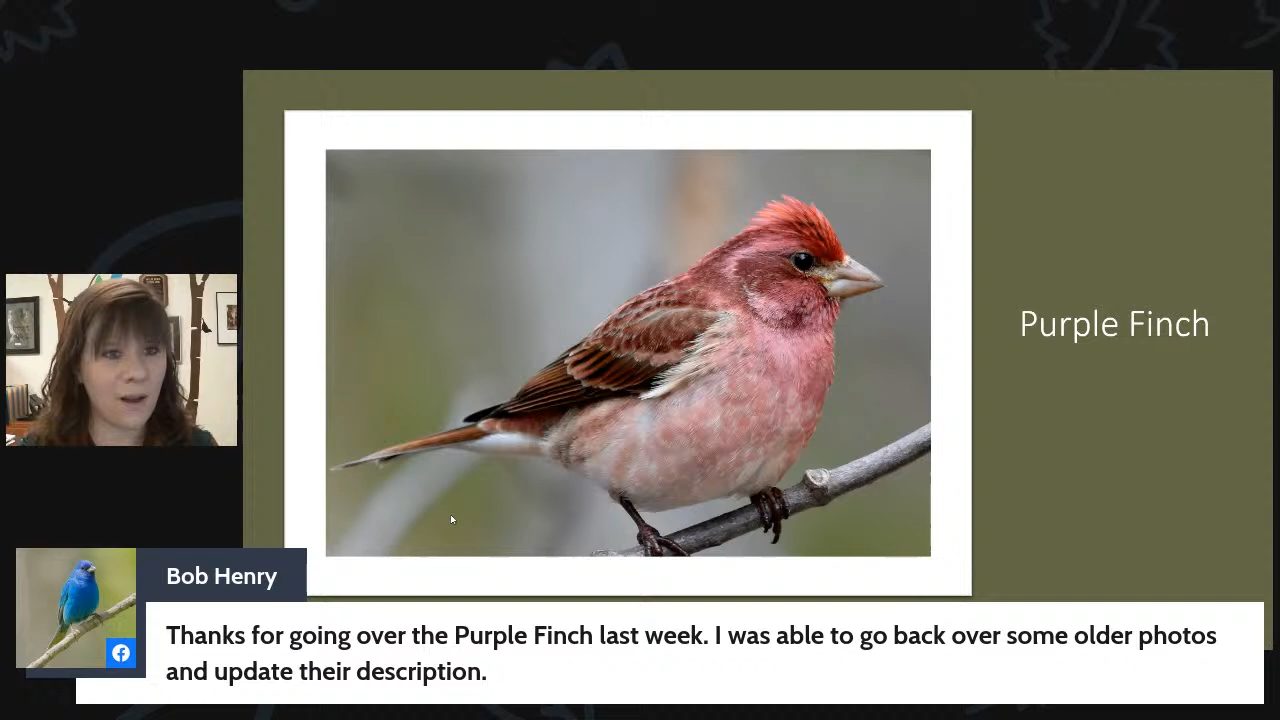 Purple Finch
Bob Henry
Thanks for going over the Purple Finch last week. I was able to go back over some older photos
and update their description.